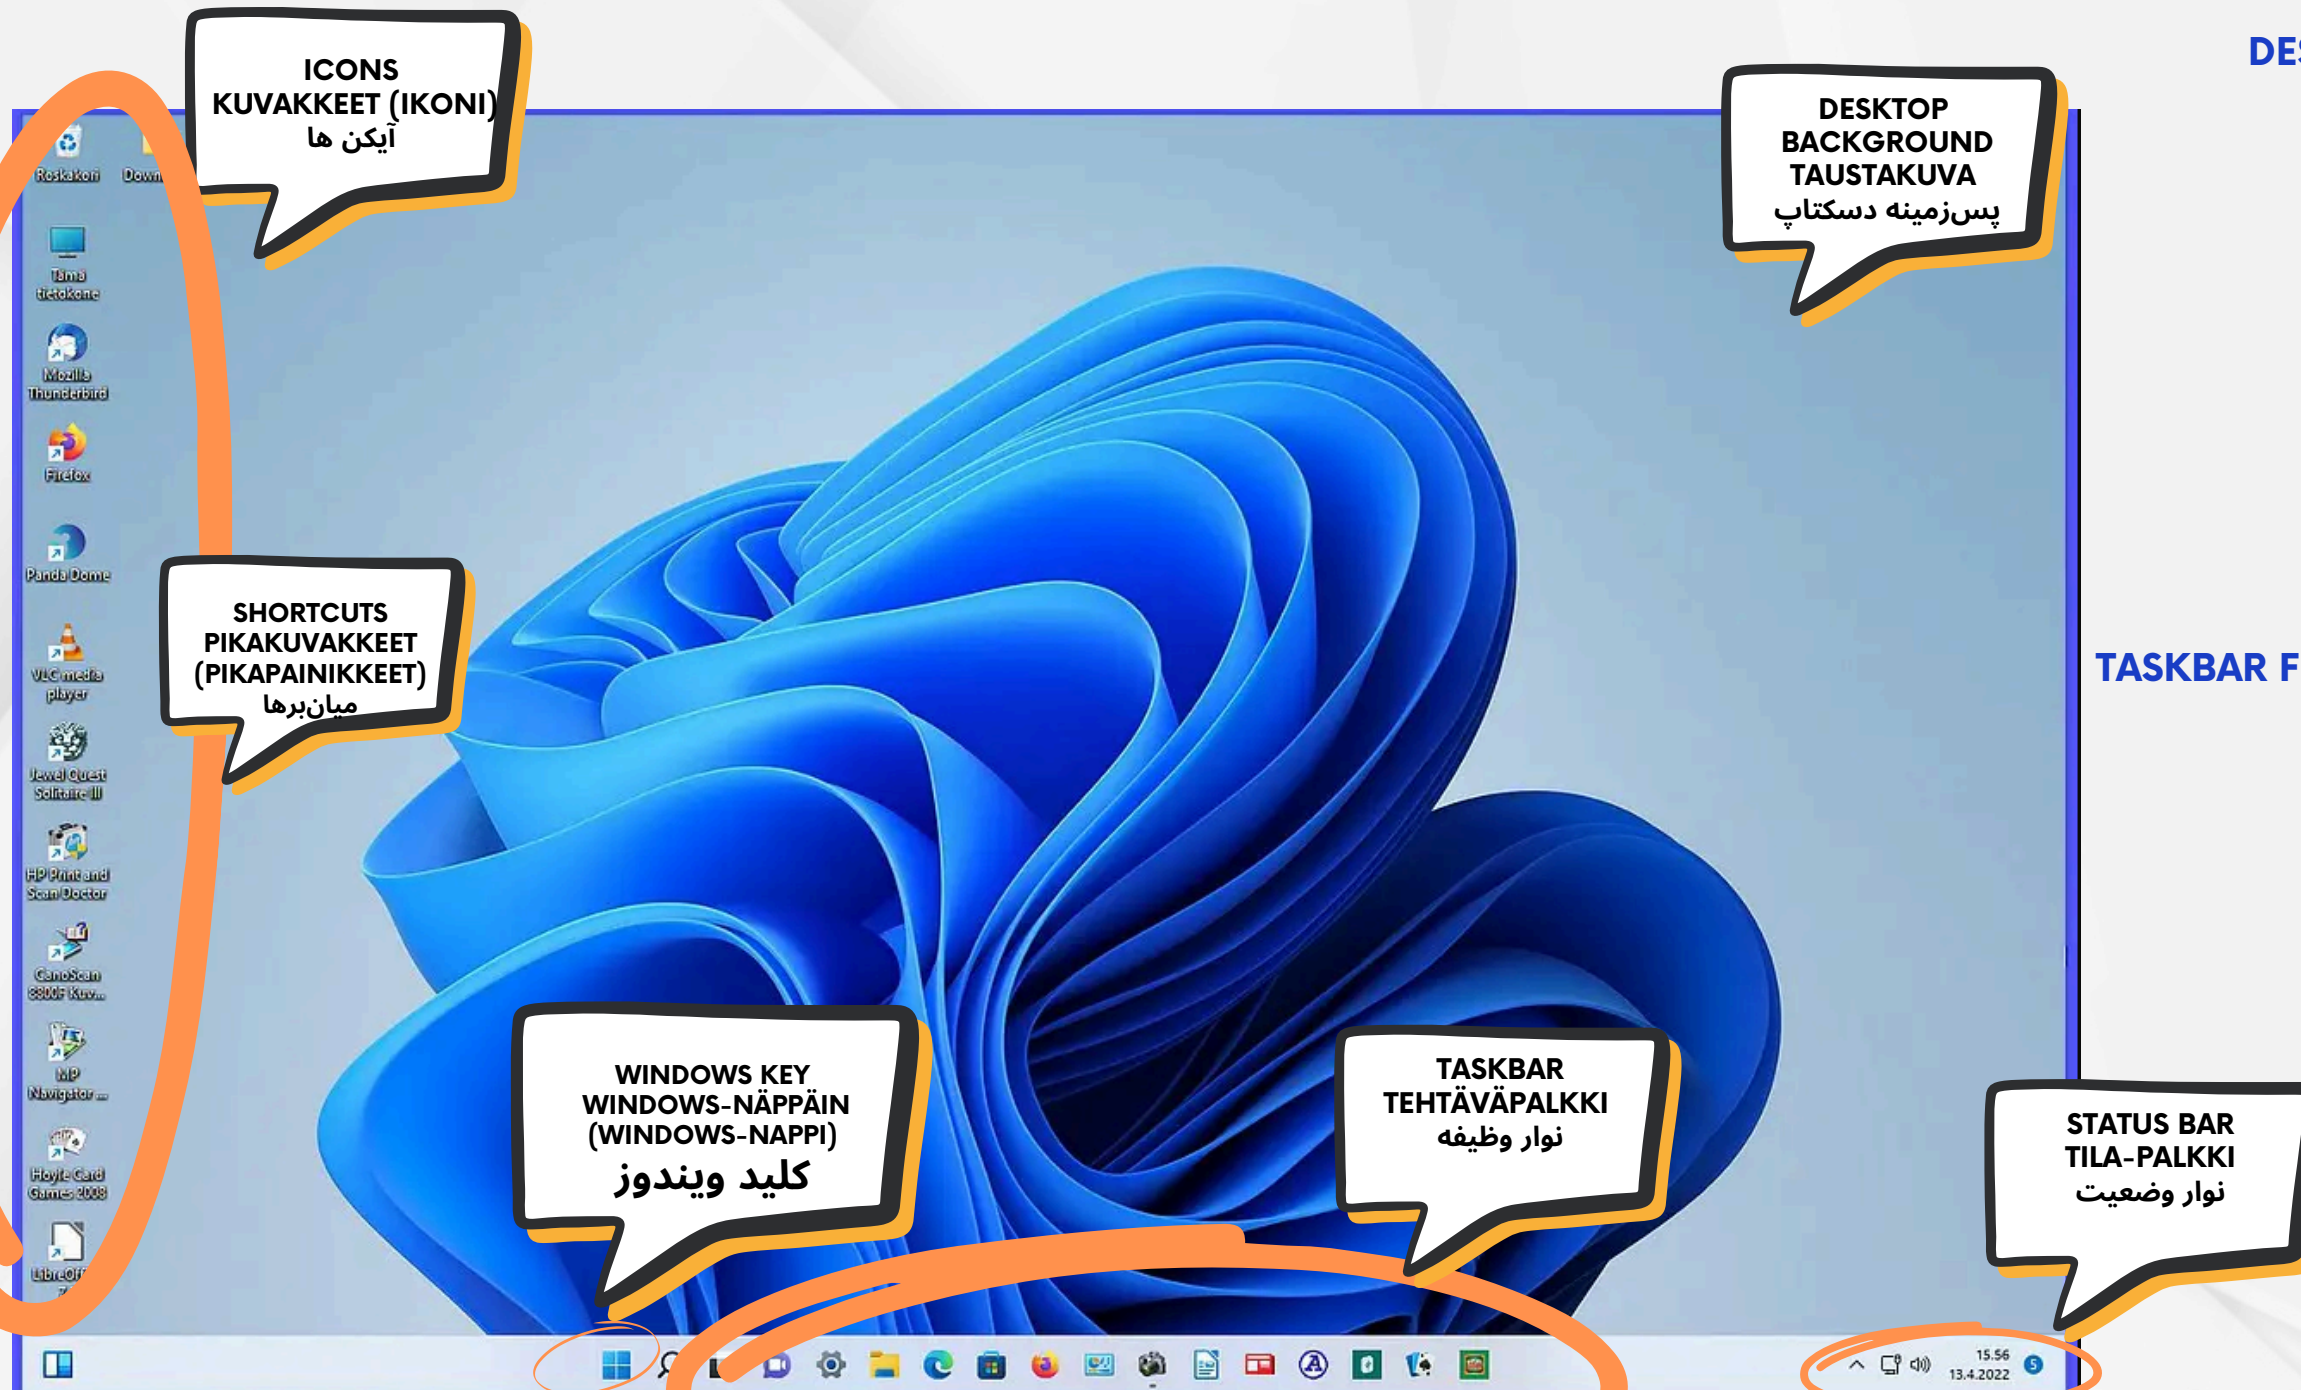 ICONS
KUVAKKEET (IKONI)
آیکن ها
DESKTOP
BACKGROUND
TAUSTAKUVA
پس‌زمینه دسکتاپ
Roskakori
Tämä
tietokone
Mozilla
Thunderbird
Firefox
Panda Dome
SHORTCUTS
PIKAKUVAKKEET
(PIKAPAINIKKEET)
میان‌برها
TASKBAR F
VLC media
player
Jewel Quest
Solitaire III
HP Print and
Scan Doctor
CanoScan
8800F Kuv...
MP
Navigator ...
Hoyle Card
Games 2008
WINDOWS KEY
WINDOWS-NÄPPÄIN
(WINDOWS-NAPPI)
کلید ویندوز
TASKBAR
TEHTÄVÄPALKKI
نوار وظیفه
STATUS BAR
TILA-PALKKI
نوار وضعیت
15.56
13.4.2022
5